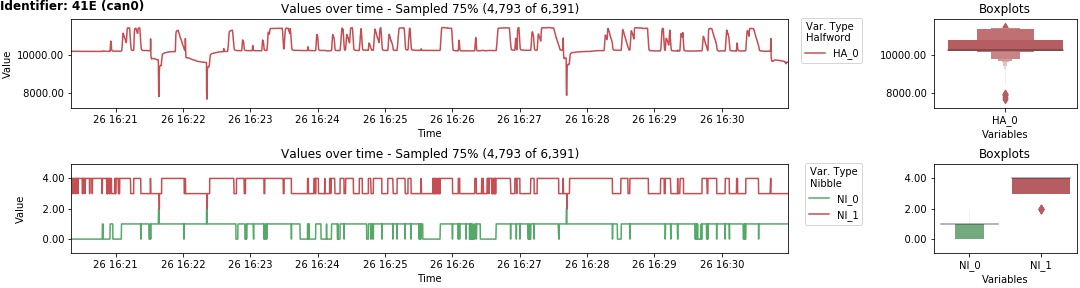 Identifier: 41E (can0)
Values over time - Sampled 75% (4,793 of 6,391)
Value
10000.00
8000.00
26 16:21 26 16:22 26 16:23 26 16:24 26 16:25 26 16:26 26 16:27 26 16:28 26 16:29 26 16:30
Time
Var. Type
Halfword
HA_0
Boxplots
10000.00
8000.00
HA_0
Variables
Values over time - Sampled 75% (4,793 of 6,391)
Value
4.00
2.00
0.00
26 16:21 26 16:22 26 16:23 26 16:24 26 16:25 26 16:26 26 16:27 26 16:28 26 16:29 26 16:30
Time
Var. Type
Nibble
NI_0
NI_1
Boxplots
4.00
2.00
0.00
NI_0 NI_1
Variables